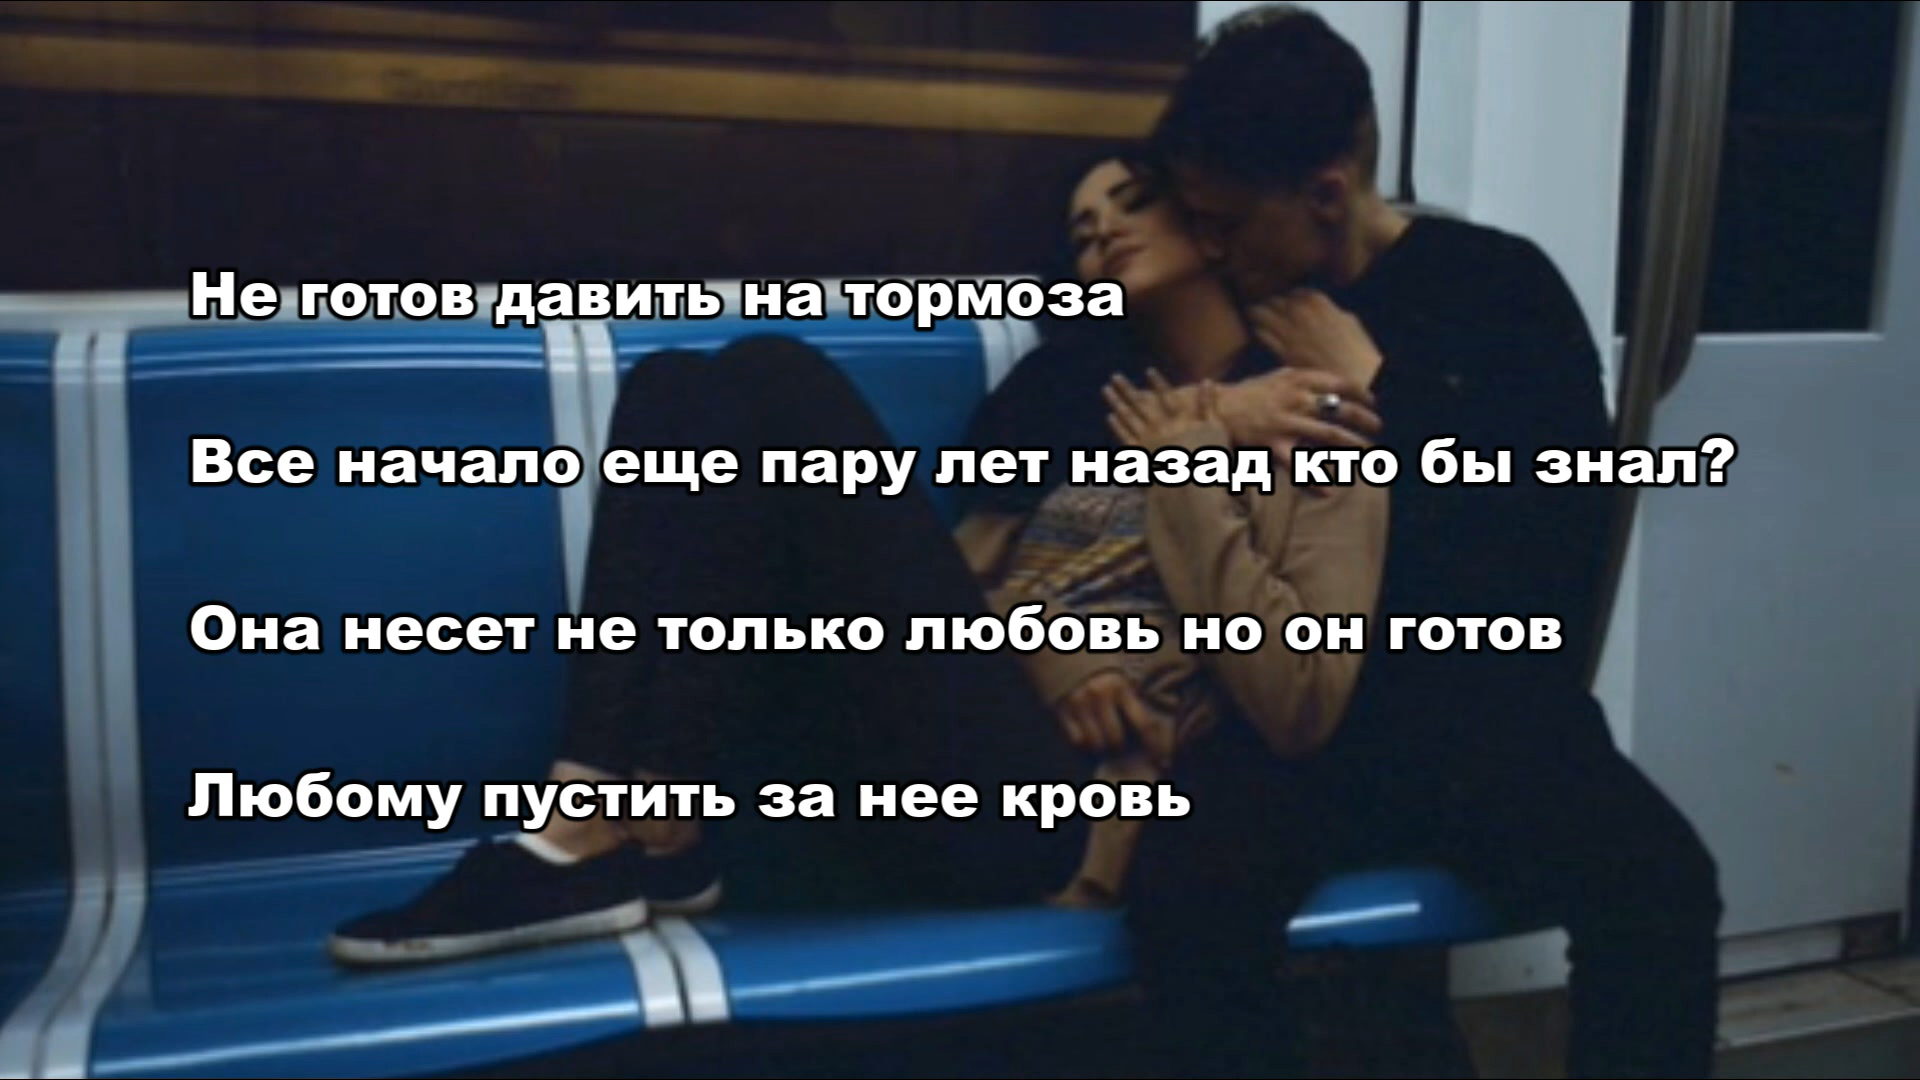 Не готов давить на тормоза
Все начало еще пару лет назад кто бы знал?
Она несет не только любовь но он готов
Любому пустить за нее кровь